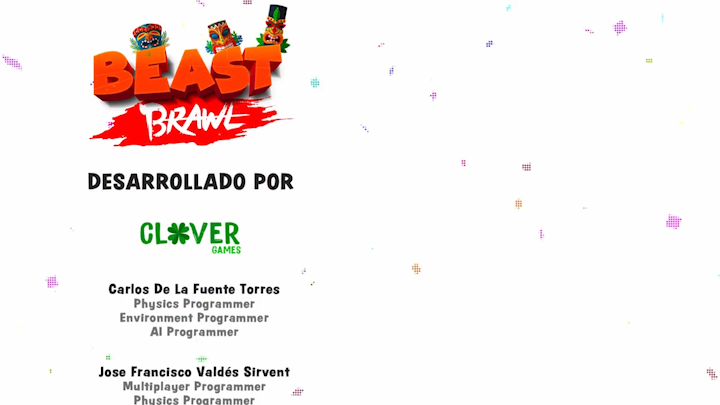 BEAST
BRAWL
DESARROLLADO POR
CLOVER
GAMES
Carlos De La Fuente Torres
Physics Programmer
Environment Programmer
AI Programmer
Jose Francisco Valdés Sirvent
Multiplayer Programmer
Physics Programmer